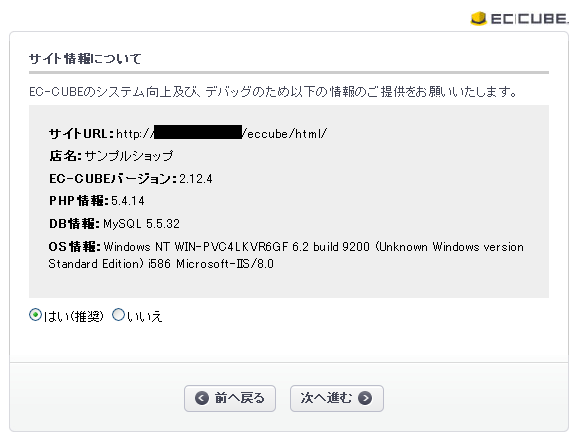 EC CUBE.
サイト情報について
EC-CUBEのシステム向上及び、デバッグのため以下の情報のご提供をお願いいたします。
サイトURL:http:// /eccube/html/
店名:サンプルショップ
EC-CUBEバージョン:2.12.4
PHP情報:5.4.14
DB情報:MySQL 5.5.32
OS情報:Windows NT WIN-PVC4LKVR6GF 6.2 build 9200 (Unknown Windows version
Standard Edition) i586 Microsoft-IIS/8.0
はい(推奨) いいえ
前へ戻る 次へ進む